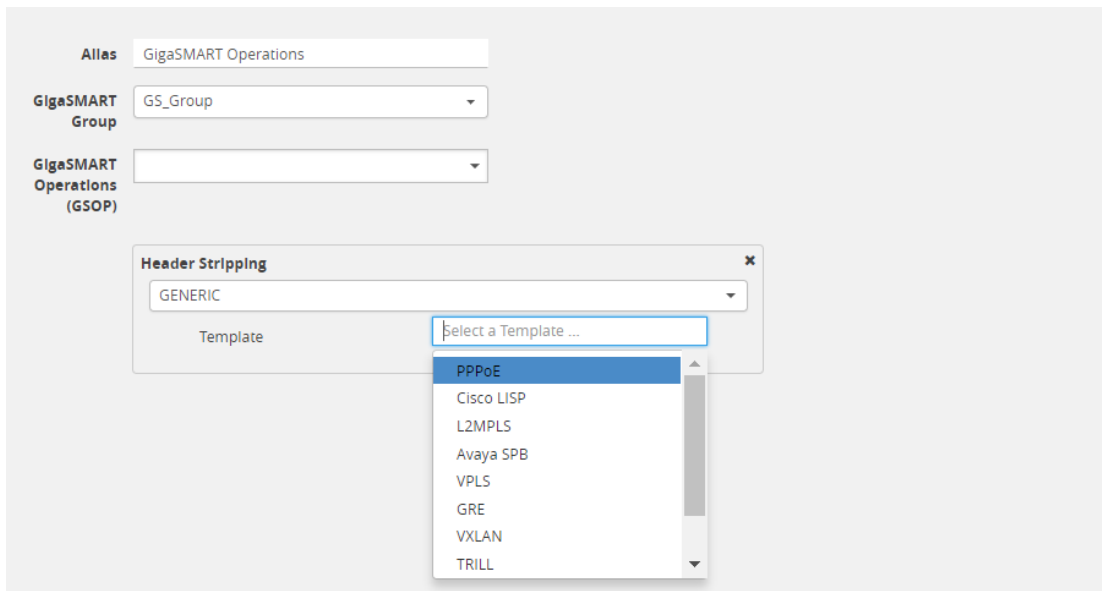 Alias
GigaSMART Operations
GigaSMART
Group
GS_Group
GigaSMART
Operations
(GSOP)
Header Stripping
GENERIC
Template
Select a Template ...
PPPoE
Cisco LISP
L2MPLS
Avaya SPB
VPLS
GRE
VXLAN
TRILL